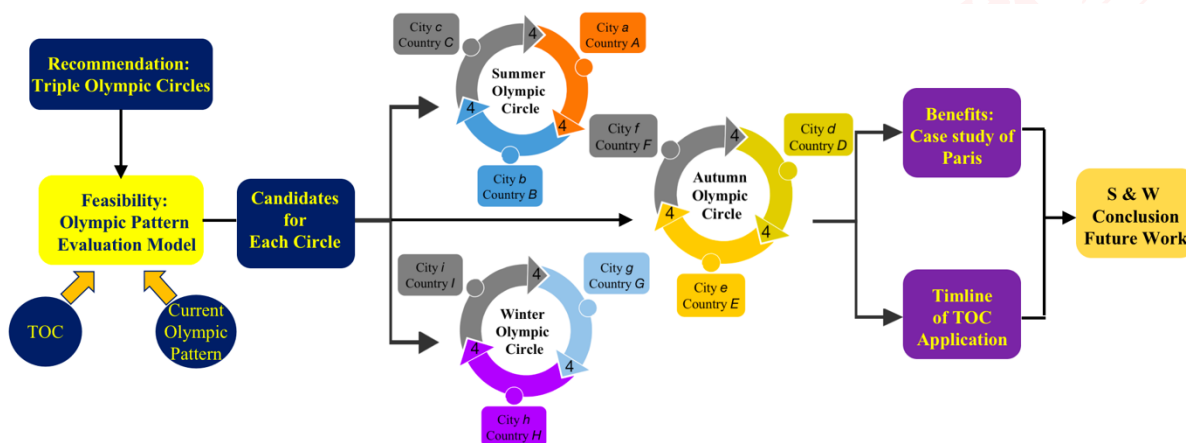 Recommendation:
Triple Olympic Circles
Feasibility:
Olympic Pattern
Evaluation Model
TOC
Current
Olympic
Pattern
Candidates
for
Each Circle
City c
Country C
4
City a
Country A
Summer
Olympic
Circle
4
4
City b
Country B
City f
Country F
4
City d
Country D
Autumn
Olympic
Circle
4
4
City e
Country E
City i
Country I
4
City g
Country G
Winter
Olympic
Circle
4
4
City h
Country H
Benefits:
Case study of
Paris
Timline
of TOC
Application
S & W
Conclusion
Future Work